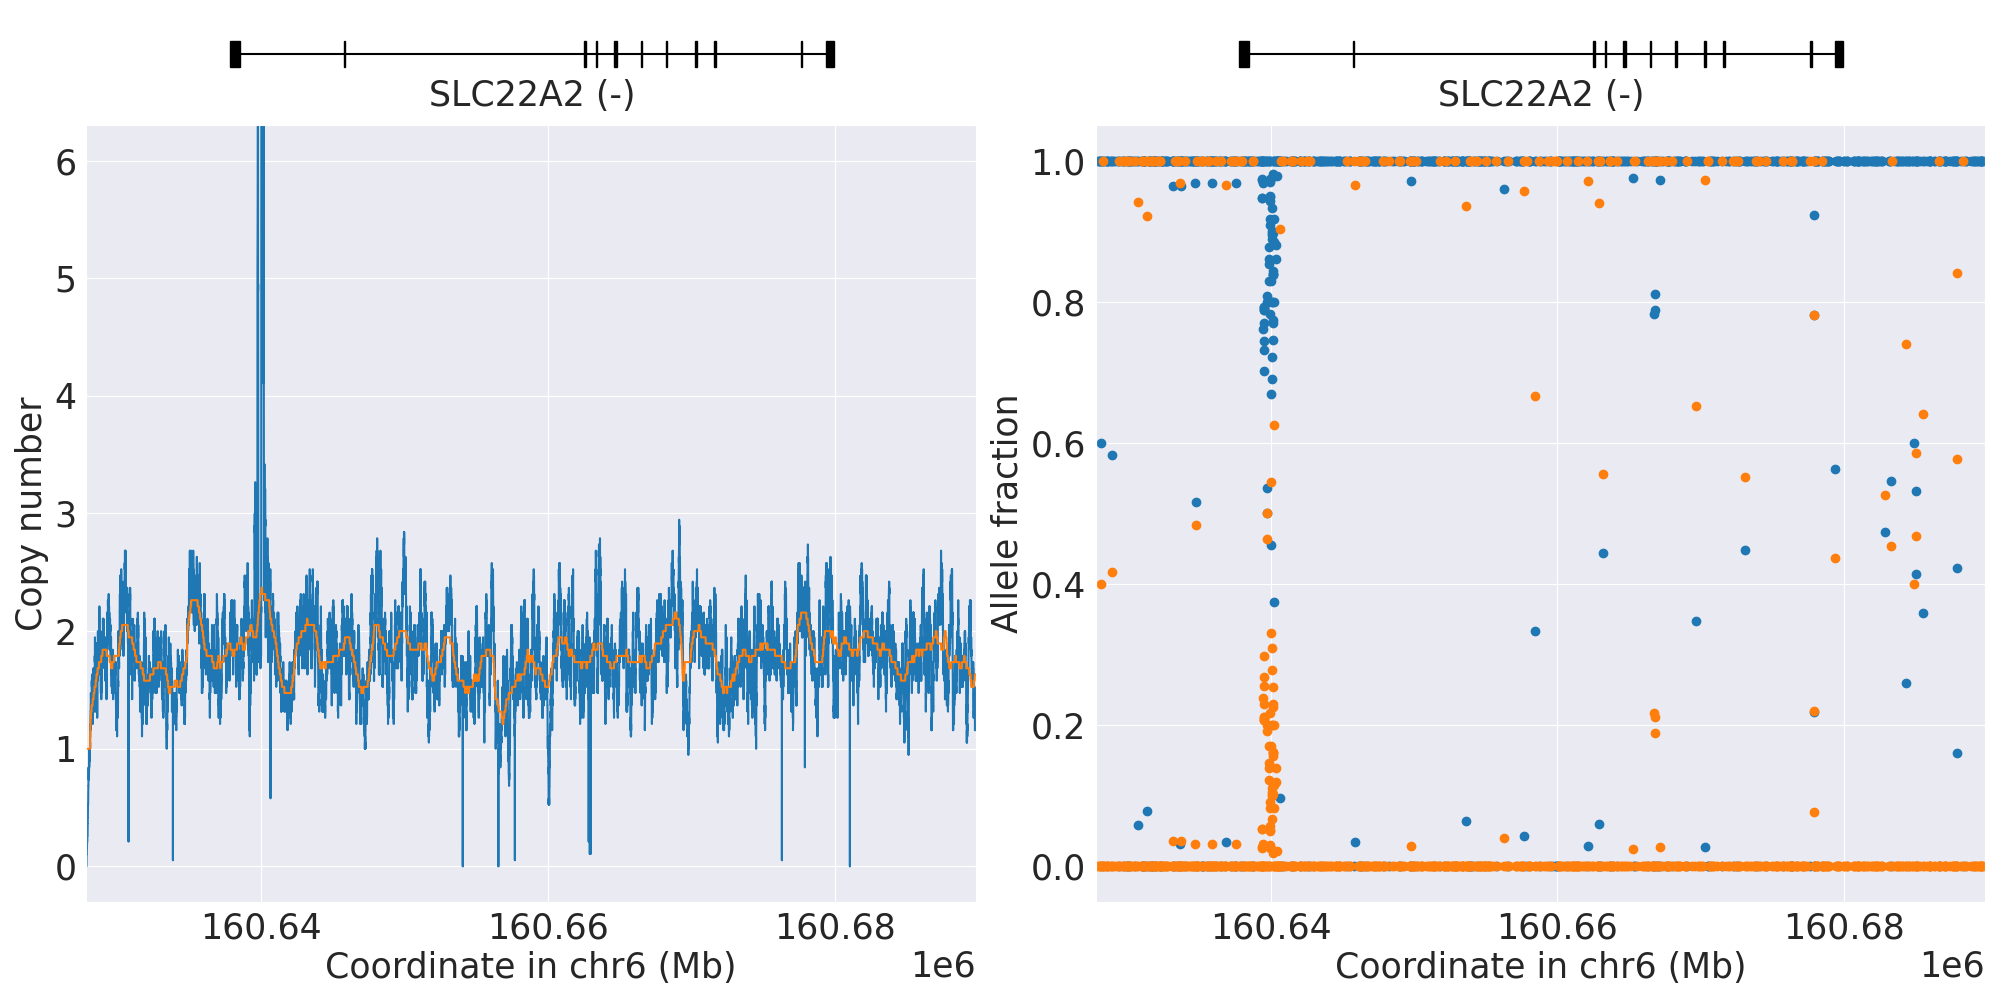 SLC22A2 (-)
Copy number
6
5
4
3
2
1
0
160.64
160.66
160.68
Coordinate in chr6 (Mb)
1e6
SLC22A2 (-)
Allele fraction
1.0
0.8
0.6
0.4
0.2
0.0
160.64
160.66
160.68
Coordinate in chr6 (Mb)
1e6